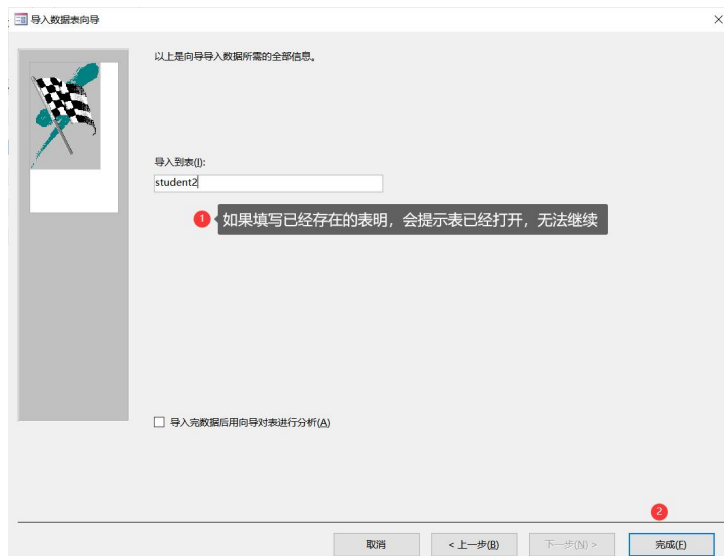 导入数据表向导
以上是向导导入数据所需的全部信息。
导入到表(I):
student2
1 如果填写已经存在的表明，会提示表已经打开，无法继续
导入完数据后用向导对表进行分析(A)
2
取消 < 上一步(B) 下一步(N) > 完成(F)